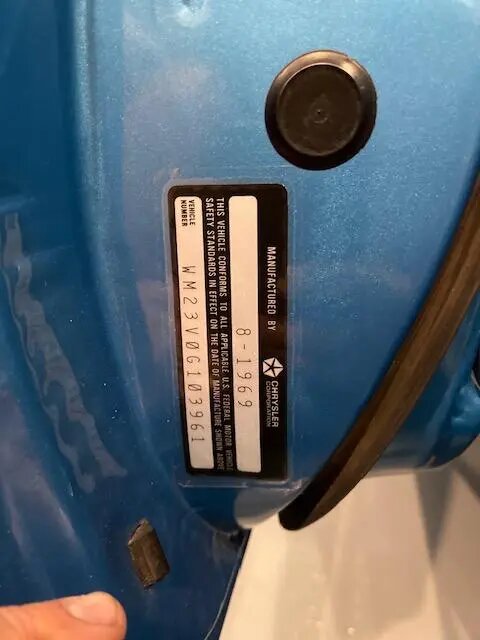 MANUFACTURED BY CHRYSLER CORPORATION
8-1969
THIS VEHICLE CONFORMS TO ALL APPLICABLE U.S. FEDERAL MOTOR VEHICLE
SAFETY STANDARDS IN EFFECT ON THE DATE OF MANUFACTURE SHOWN ABOVE
VEHICLE NUMBER WM23VØG103961